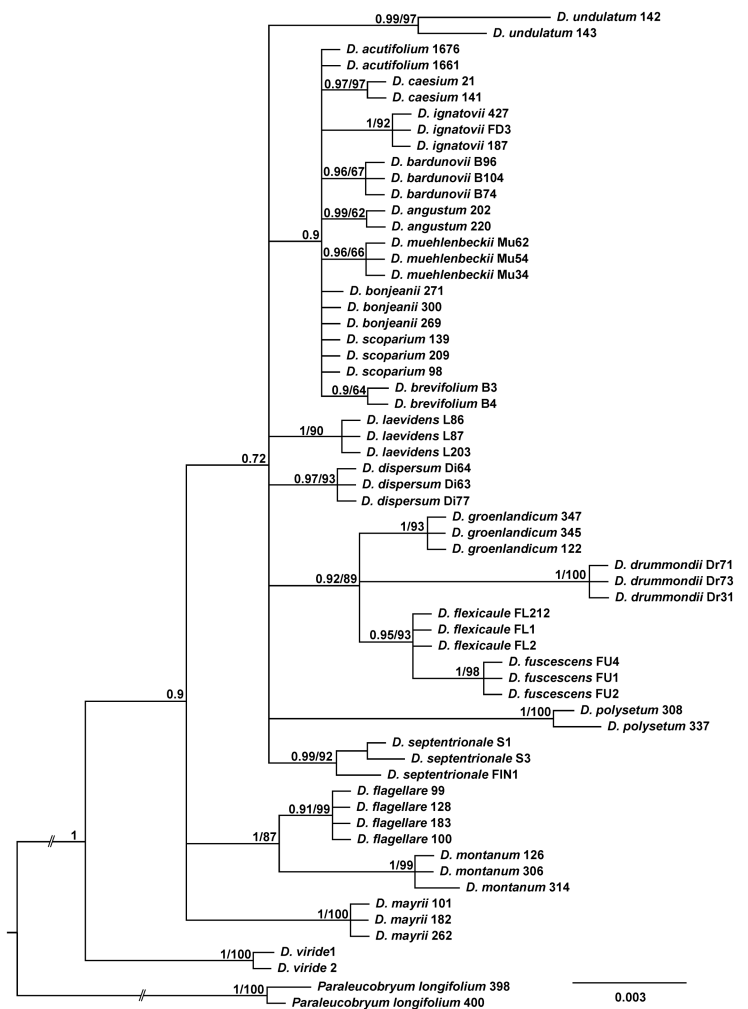 0.99/97
D. undulatum 142
D. undulatum 143
D. acutifolium 1676
D. acutifolium 1661
0.97/97
D. caesium 21
D. caesium 141
1/92
D. ignatovii 427
D. ignatovii FD3
D. ignatovii 187
0.96/67
D. bardunovii B96
D. bardunovii B104
D. bardunovii B74
0.99/62
D. angustum 202
D. angustum 220
0.9
0.96/66
D. muehlenbeckii Mu62
D. muehlenbeckii Mu54
D. muehlenbeckii Mu34
D. bonjeanii 271
D. bonjeanii 300
D. bonjeanii 269
D. scoparium 139
D. scoparium 209
D. scoparium 98
0.9/64
D. brevifolium B3
D. brevifolium B4
1/90
D. laevidens L86
D. laevidens L87
D. laevidens L203
0.72
0.97/93
D. dispersum Di64
D. dispersum Di63
D. dispersum Di77
1/93
D. groenlandicum 347
D. groenlandicum 345
D. groenlandicum 122
0.92/89
1/100
D. drummondii Dr71
D. drummondii Dr73
D. drummondii Dr31
0.95/93
D. flexicaule FL212
D. flexicaule FL1
D. flexicaule FL2
1/98
D. fuscescens FU4
D. fuscescens FU1
D. fuscescens FU2
0.9
1/100
D. polysetum 308
D. polysetum 337
0.99/92
D. septentrionale S1
D. septentrionale S3
D. septentrionale FIN1
0.91/99
D. flagellare 99
D. flagellare 128
D. flagellare 183
D. flagellare 100
1
1/87
1/99
D. montanum 126
D. montanum 306
D. montanum 314
1/100
D. mayrii 101
D. mayrii 182
D. mayrii 262
1/100
D. viride1
D. viride 2
1/100
Paraleucobryum longifolium 398
Paraleucobryum longifolium 400
0.003